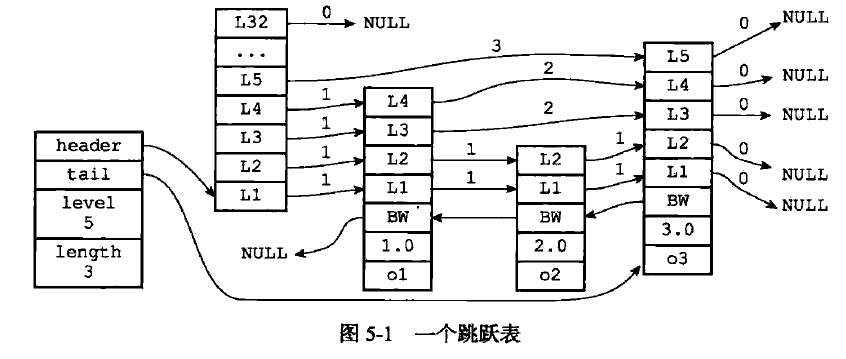 L32
...
L5
L4
L3
L2
L1
0
NULL
3
1
1
1
1
header
tail
level
5
length
3
L4
L3
L2
L1
BW
1.0
o1
NULL
2
2
1
1
L2
L1
BW
2.0
o2
1
1
L5
L4
L3
L2
L1
BW
3.0
o3
0
NULL
0
NULL
0
NULL
0
NULL
0
NULL
图 5-1 一个跳跃表